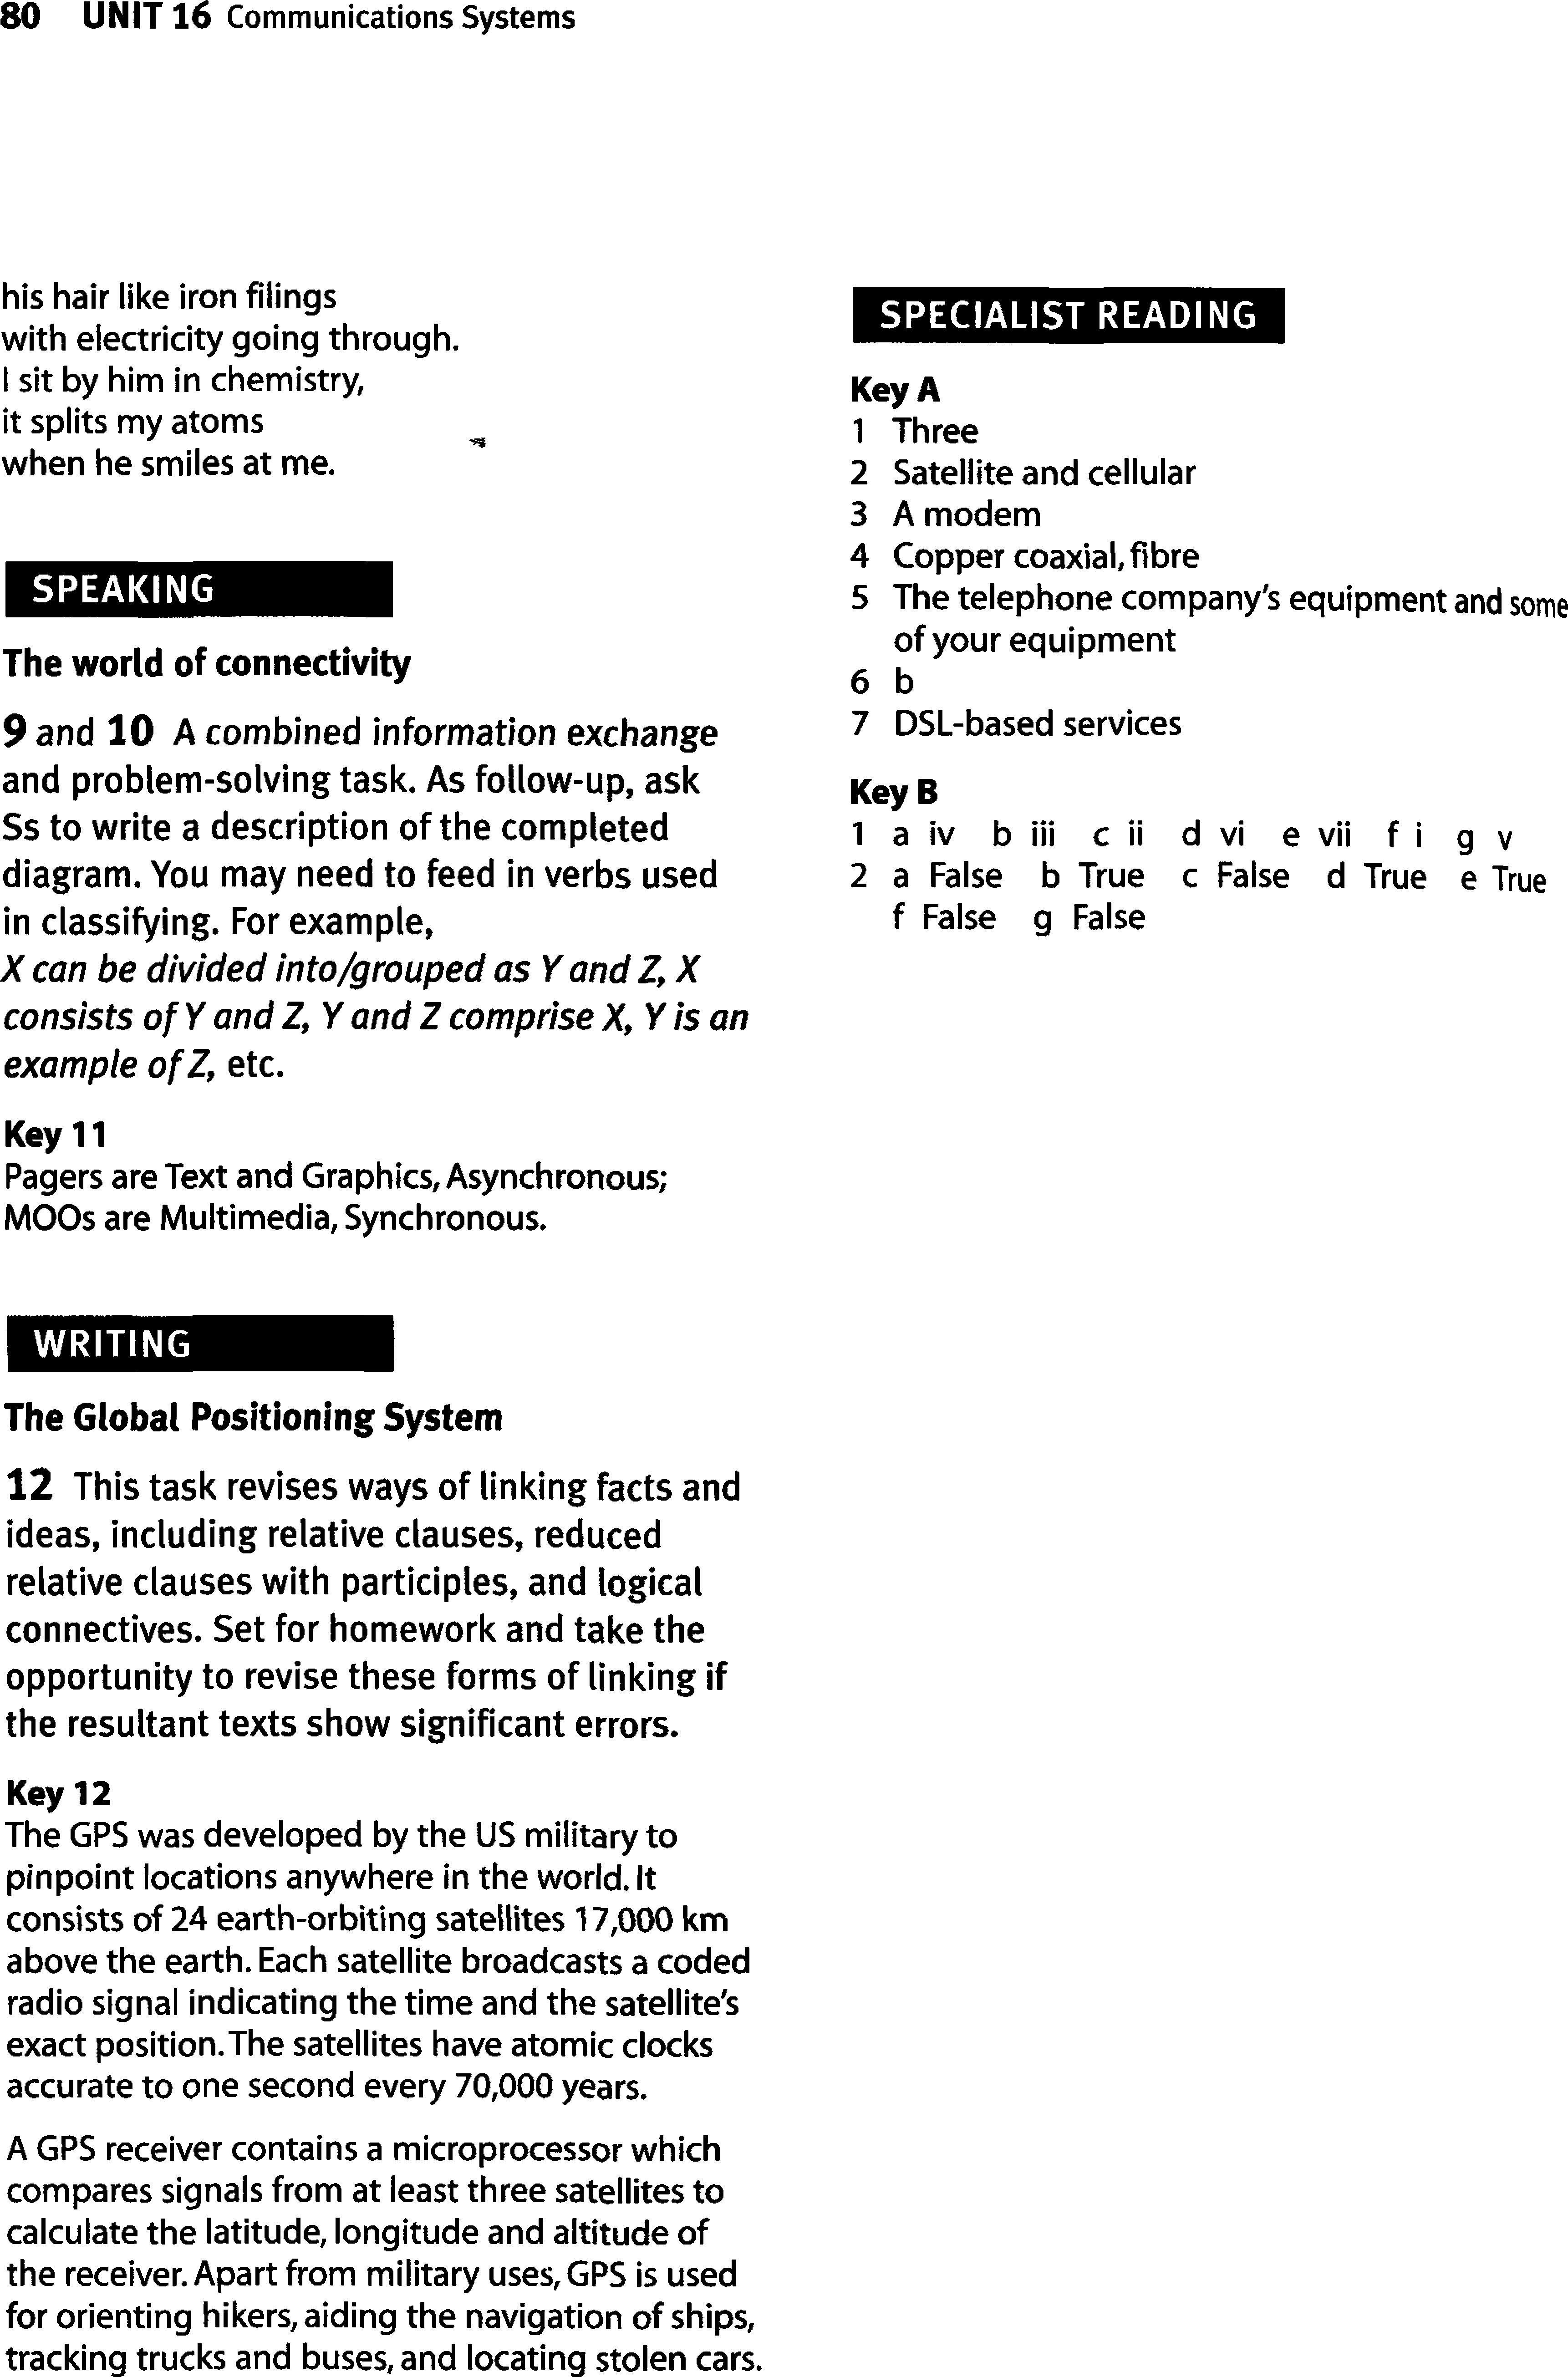 80 UNIT 16 Communications Systems
his hair like iron filings
with electricity going through.
I sit by him in chemistry,
it splits my atoms
when he smiles at me.
SPEAKING
The world of connectivity
9 and 10 A combined information exchange
and problem-solving task. As follow-up, ask
Ss to write a description of the completed
diagram. You may need to feed in verbs used
in classifying. For example,
X can be divided into/grouped as Y and Z, X
consists of Y and Z, Y and Z comprise X, Y is an
example of Z, etc.
Key 11
Pagers are Text and Graphics, Asynchronous;
MOOs are Multimedia, Synchronous.
WRITING
The Global Positioning System
12 This task revises ways of linking facts and
ideas, including relative clauses, reduced
relative clauses with participles, and logical
connectives. Set for homework and take the
opportunity to revise these forms of linking if
the resultant texts show significant errors.
Key 12
The GPS was developed by the US military to
pinpoint locations anywhere in the world. It
consists of 24 earth-orbiting satellites 17,000 km
above the earth. Each satellite broadcasts a coded
radio signal indicating the time and the satellite's
exact position. The satellites have atomic clocks
accurate to one second every 70,000 years.
A GPS receiver contains a microprocessor which
compares signals from at least three satellites to
calculate the latitude, longitude and altitude of
the receiver. Apart from military uses, GPS is used
for orienting hikers, aiding the navigation of ships,
tracking trucks and buses, and locating stolen cars.
SPECIALIST READING
Key A
1 Three
2 Satellite and cellular
3 A modem
4 Copper coaxial, fibre
5 The telephone company's equipment and some
of your equipment
6 b
7 DSL-based services
Key B
1 a iv b iii c ii d vi e vii f i g v
2 a False b True c False d True e True
f False g False